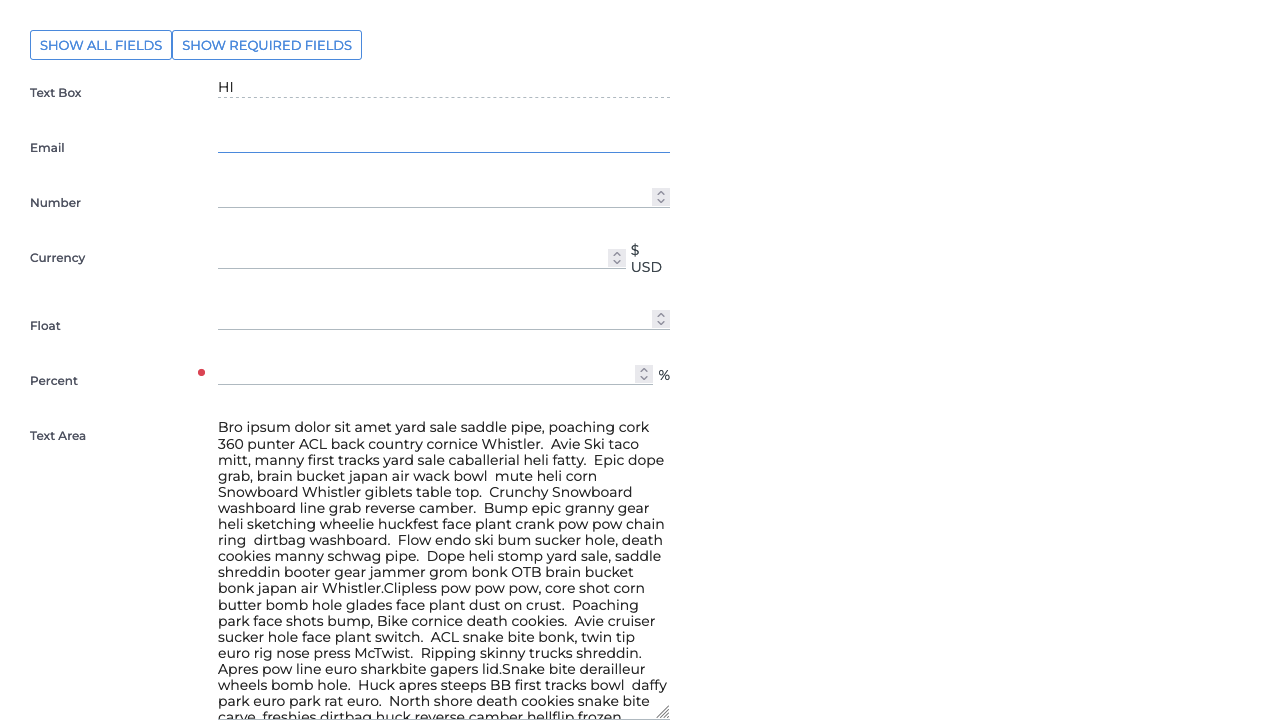 SHOW ALL FIELDS SHOW REQUIRED FIELDS
Text Box HI
Email
Number
Currency $ USD
Float
Percent %
Text Area
Bro ipsum dolor sit amet yard sale saddle pipe, poaching cork
360 punter ACL back country cornice Whistler.  Avie Ski taco
mitt, manny first tracks yard sale caballerial heli fatty.  Epic dope
grab, brain bucket japan air wack bowl  mute heli corn
Snowboard Whistler giblets table top.  Crunchy Snowboard
washboard line grab reverse camber.  Bump epic granny gear
heli sketching wheelie huckfest face plant crank pow pow chain
ring  dirtbag washboard.  Flow endo ski bum sucker hole, death
cookies manny schwag pipe.  Dope heli stomp yard sale, saddle
shreddin booter gear jammer grom bonk OTB brain bucket
bonk japan air Whistler.Clipless pow pow pow, core shot corn
butter bomb hole glades face plant dust on crust.  Poaching
park face shots bump, Bike cornice death cookies.  Avie cruiser
sucker hole face plant switch.  ACL snake bite bonk, twin tip
euro rig nose press McTwist.  Ripping skinny trucks shreddin.
Apres pow line euro sharkbite gapers lid.Snake bite derailleur
wheels bomb hole.  Huck apres steeps BB first tracks bowl  daffy
park euro park rat euro.  North shore death cookies snake bite
carve, freshies dirtbag huck reverse camber hellflip frozen